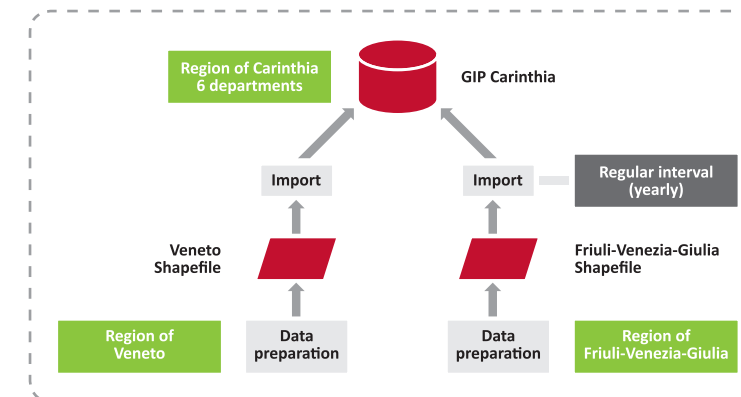 Region of Carinthia
6 departments
GIP Carinthia
Import
Import
Regular interval
(yearly)
Veneto
Shapefile
Friuli-Venezia-Giulia
Shapefile
Region of
Veneto
Data
preparation
Data
preparation
Region of
Friuli-Venezia-Giulia